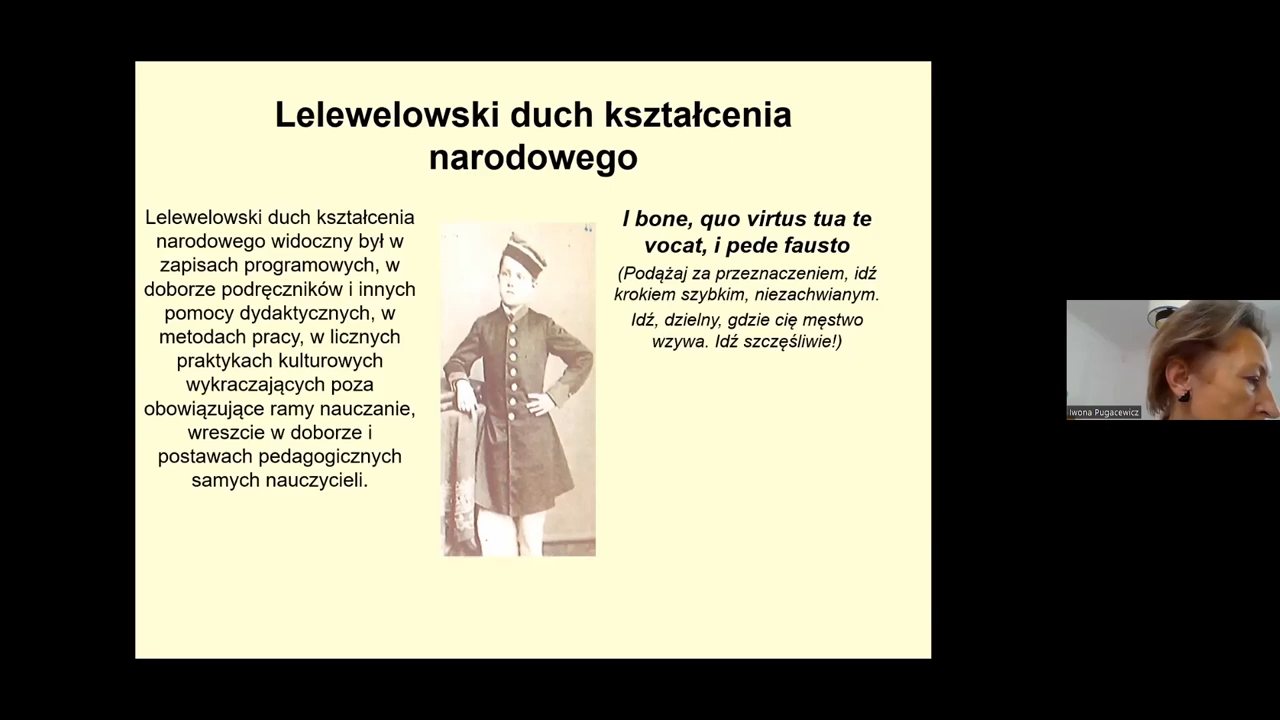 Lelewelowski duch kształcenia
narodowego
Lelewelowski duch kształcenia
narodowego widoczny był w
zapisach programowych, w
doborze podręczników i innych
pomocy dydaktycznych, w
metodach pracy, w licznych
praktykach kulturowych
wykraczających poza
obowiązujące ramy nauczanie,
wreszcie w doborze i
postawach pedagogicznych
samych nauczycieli.
I bone, quo virtus tua te
vocat, i pede fausto
(Podążaj za przeznaczeniem, idź
krokiem szybkim, niezachwianym.
Idź, dzielny, gdzie cię męstwo
wzywa. Idź szczęśliwie!)
Iwona Pugacewicz